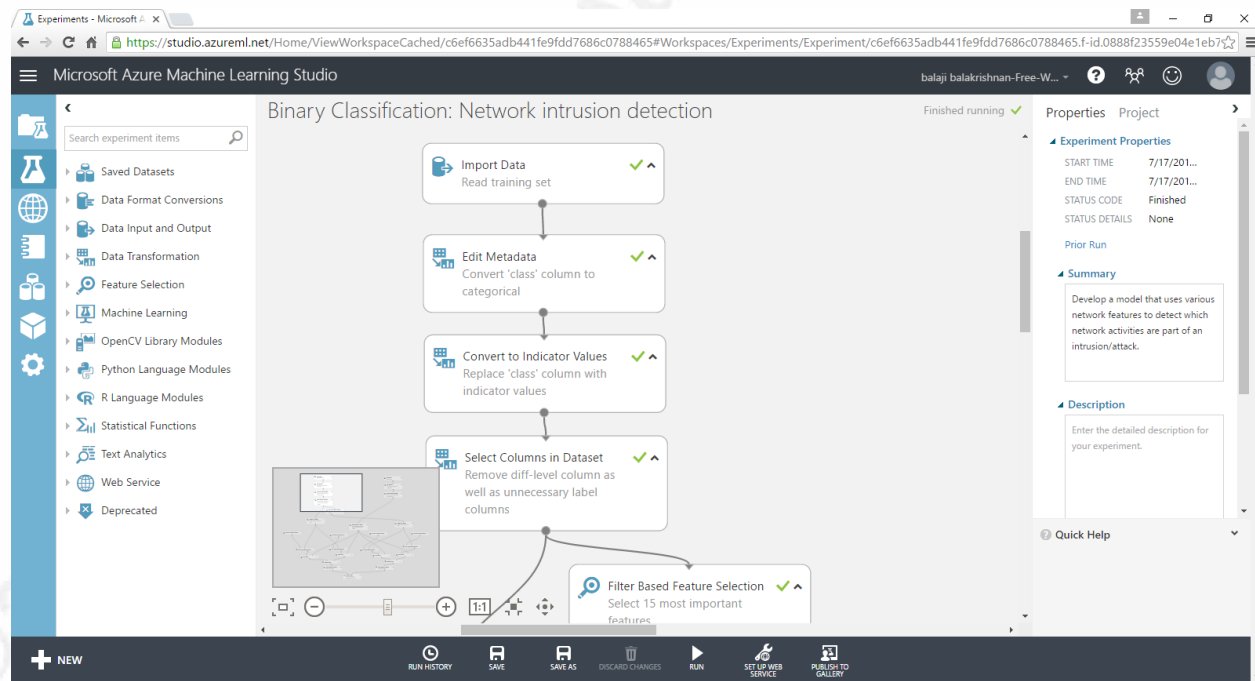 Experiments - Microsoft A
https://studio.azureml.net/Home/ViewWorkspaceCached/c6ef6635adb441fe9fdd7686c0788465#Workspaces/Experiments/Experiment/c6ef6635adb441fe9fdd7686c0788465.f-id.0888f23559e04e1eb7
Microsoft Azure Machine Learning Studio
balaji balakrishnan-Free-W...
Search experiment items
Saved Datasets
Data Format Conversions
Data Input and Output
Data Transformation
Feature Selection
Machine Learning
OpenCV Library Modules
Python Language Modules
R Language Modules
Statistical Functions
Text Analytics
Web Service
Deprecated
Binary Classification: Network intrusion detection
Finished running
Import Data
Read training set
Edit Metadata
Convert 'class' column to
categorical
Convert to Indicator Values
Replace 'class' column with
indicator values
Select Columns in Dataset
Remove diff-level column as
well as unnecessary label
columns
Filter Based Feature Selection
Select 15 most important
features
1:1
Properties Project
Experiment Properties
START TIME 7/17/201...
END TIME 7/17/201...
STATUS CODE Finished
STATUS DETAILS None
Prior Run
Summary
Develop a model that uses various
network features to detect which
network activities are part of an
intrusion/attack.
Description
Enter the detailed description for
your experiment.
Quick Help
NEW
RUN HISTORY
SAVE
SAVE AS
DISCARD CHANGES
RUN
SET UP WEB
SERVICE
PUBLISH TO
GALLERY